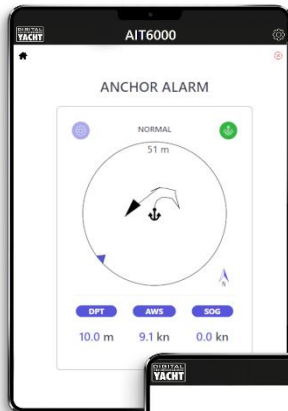 DIGITAL
YACHT
AIT6000
ANCHOR ALARM
NORMAL
51 m
N
DPT AWS SOG
10.0 m 9.1 kn 0.0 kn
DIGITAL
YACHT